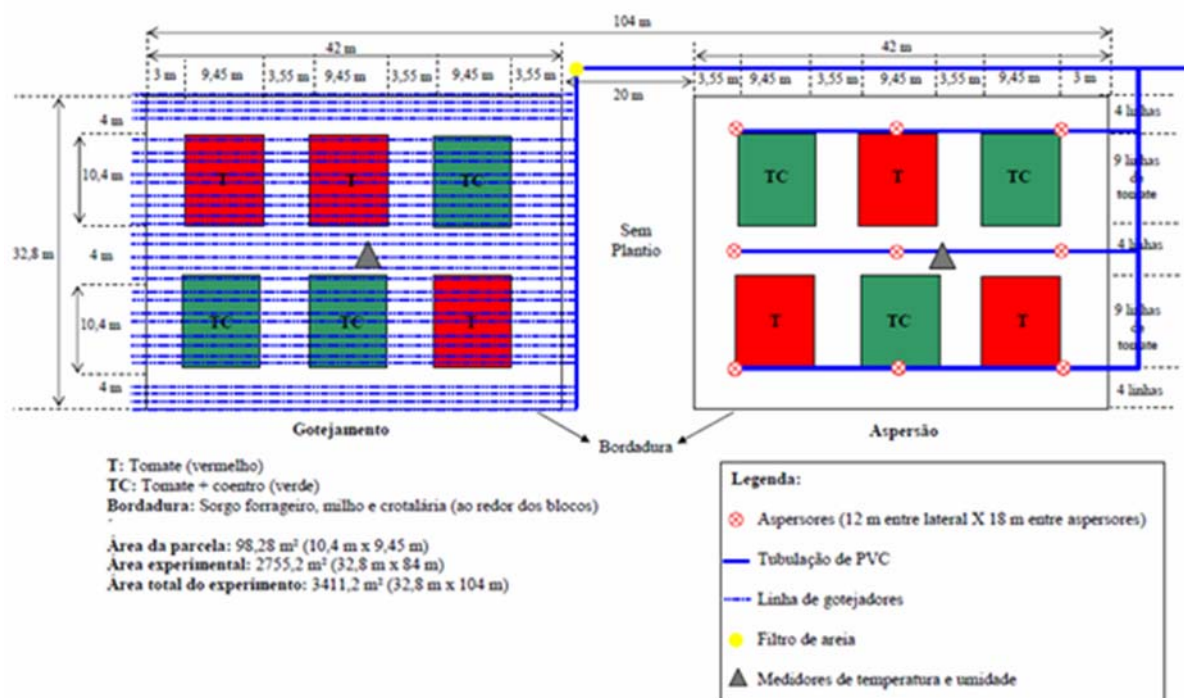 104 m
42 m
42 m
3 m 9,45 m 3,55 m 9,45 m 3,55 m 9,45 m 3,55 m
20 m
3,55 m 9,45 m 3,55 m 9,45 m 3,55 m 9,45 m 3 m
4 m
4 linhas
10,4 m
T T TC
TC T TC
9 linhas
de
tomate
32,8 m
4 m
Sem
Plantio
4 linhas
10,4 m
TC TC T
T TC T
9 linhas
de
tomate
4 m
4 linhas
Gotejamento
Bordadura
Aspersão
T: Tomate (vermelho)
TC: Tomate + coentro (verde)
Bordadura: Sorgo forrageiro, milho e crotalária (ao redor dos blocos)
Área da parcela: 98,28 m² (10,4 m x 9,45 m)
Área experimental: 2755,2 m² (32,8 m x 84 m)
Área total do experimento: 3411,2 m² (32,8 m x 104 m)
Legenda:
Aspersores (12 m entre lateral X 18 m entre aspersores)
Tubulação de PVC
Linha de gotejadores
Filtro de areia
Medidores de temperatura e umidade